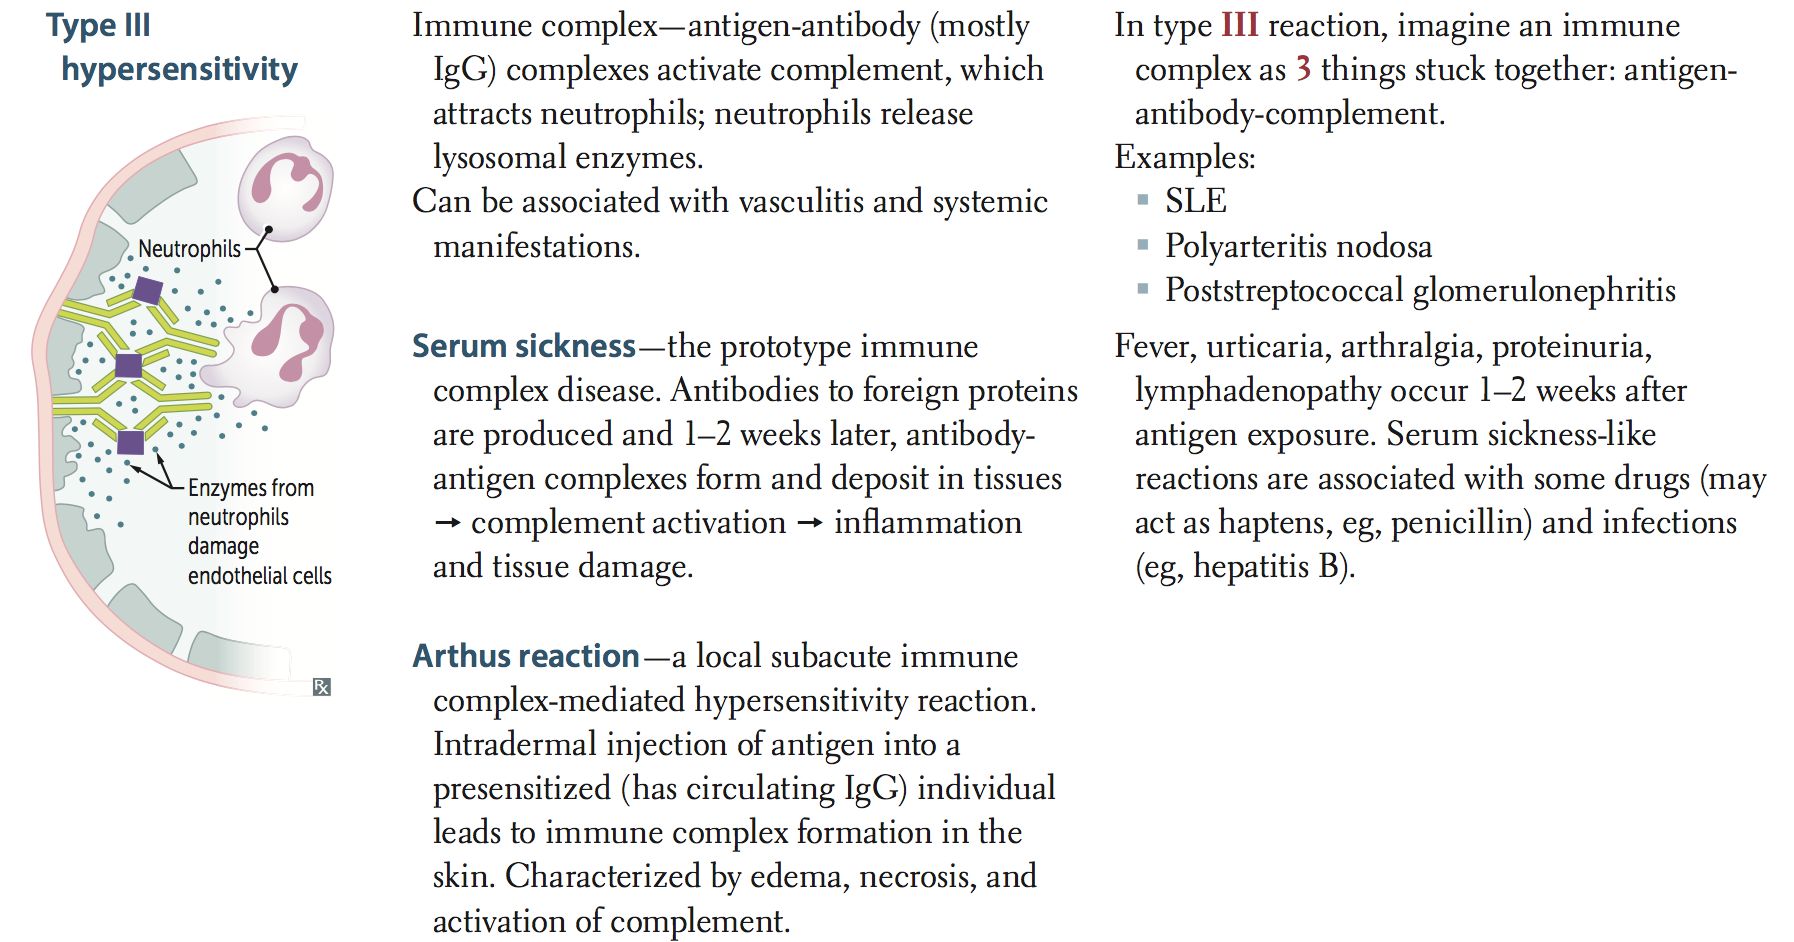 Type III
hypersensitivity
Neutrophils
Enzymes from
neutrophils
damage
endothelial cells
Rx
Immune complex—antigen-antibody (mostly
IgG) complexes activate complement, which
attracts neutrophils; neutrophils release
lysosomal enzymes.
Can be associated with vasculitis and systemic
manifestations.
In type III reaction, imagine an immune
complex as 3 things stuck together: antigen-
antibody-complement.
Examples:
▪ SLE
▪ Polyarteritis nodosa
▪ Poststreptococcal glomerulonephritis
Serum sickness—the prototype immune
complex disease. Antibodies to foreign proteins
are produced and 1–2 weeks later, antibody-
antigen complexes form and deposit in tissues
→ complement activation → inflammation
and tissue damage.
Fever, urticaria, arthralgia, proteinuria,
lymphadenopathy occur 1–2 weeks after
antigen exposure. Serum sickness-like
reactions are associated with some drugs (may
act as haptens, eg, penicillin) and infections
(eg, hepatitis B).
Arthus reaction—a local subacute immune
complex-mediated hypersensitivity reaction.
Intradermal injection of antigen into a
presensitized (has circulating IgG) individual
leads to immune complex formation in the
skin. Characterized by edema, necrosis, and
activation of complement.